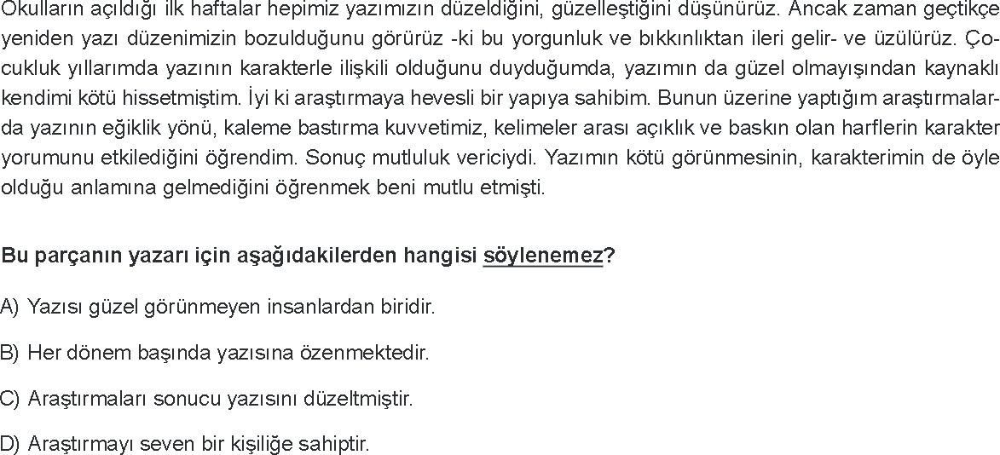 Okulların açıldığı ilk haftalar hepimiz yazımızın düzeldiğini, güzelleştiğini düşünürüz. Ancak zaman geçtikçe
yeniden yazı düzenimizin bozulduğunu görürüz -ki bu yorgunluk ve bıkkınlıktan ileri gelir- ve üzülürüz. Ço-
cukluk yıllarımda yazının karakterle ilişkili olduğunu duyduğumda, yazımın da güzel olmayışından kaynaklı
kendimi kötü hissetmiştim. İyi ki araştırmaya hevesli bir yapıya sahibim. Bunun üzerine yaptığım araştırmalar-
da yazının eğiklik yönü, kaleme bastırma kuvvetimiz, kelimeler arası açıklık ve baskın olan harflerin karakter
yorumunu etkilediğini öğrendim. Sonuç mutluluk vericiydi. Yazımın kötü görünmesinin, karakterimin de öyle
olduğu anlamına gelmediğini öğrenmek beni mutlu etmişti.
Bu parçanın yazarı için aşağıdakilerden hangisi söylenemez?
A) Yazısı güzel görünmeyen insanlardan biridir.
B) Her dönem başında yazısına özenmektedir.
C) Araştırmaları sonucu yazısını düzeltmiştir.
D) Araştırmayı seven bir kişiliğe sahiptir.